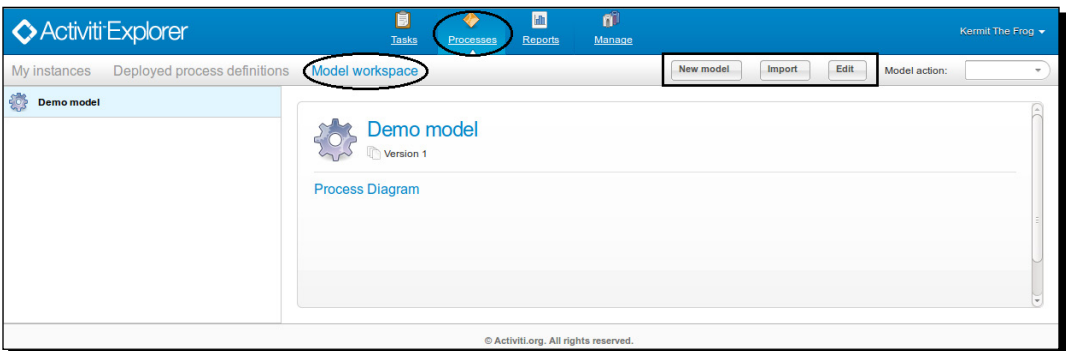 Activiti Explorer
Tasks
Processes
Reports
Manage
Kermit The Frog
My instances
Deployed process definitions
Model workspace
New model
Import
Edit
Model action:
Demo model
Demo model
Version 1
Process Diagram
© Activiti.org. All rights reserved.